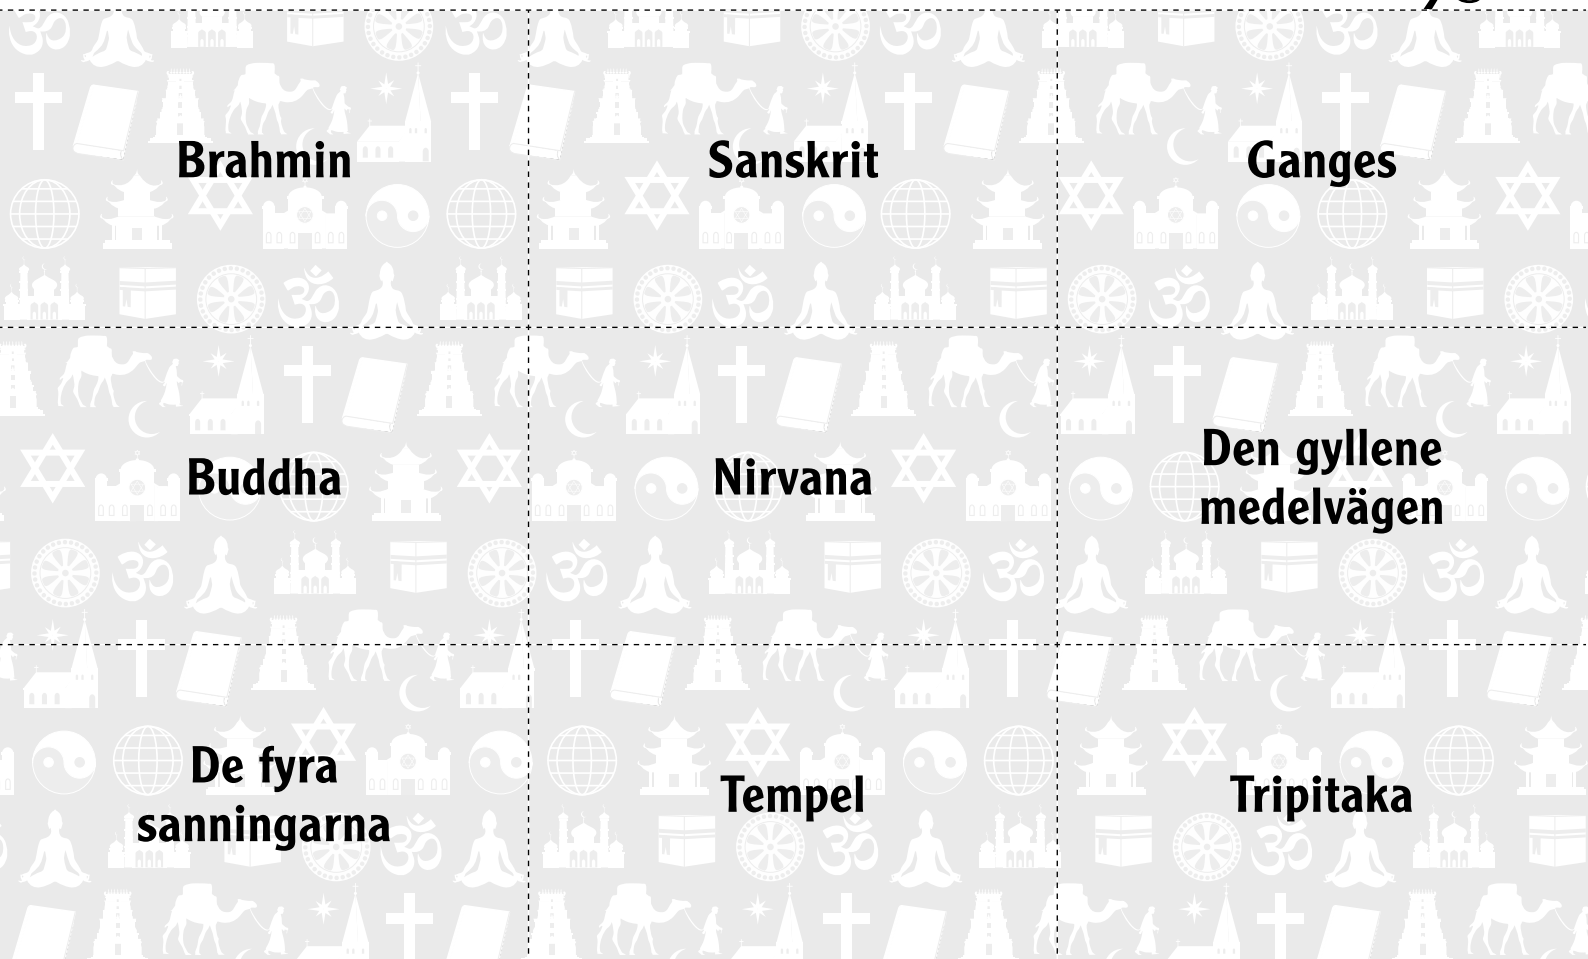 Brahmin
Sanskrit
Ganges
Buddha
Nirvana
Den gyllene
medelvägen
De fyra
sanningarna
Tempel
Tripitaka